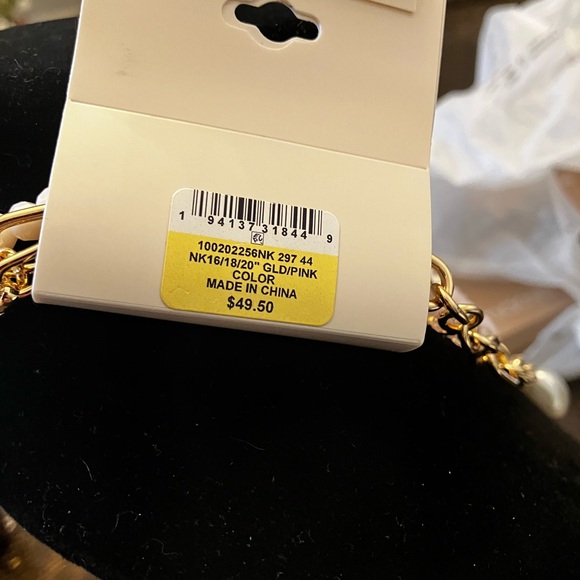 1 94137 31844 9
100202256NK 297 44
NK16/18/20" GLD/PINK
COLOR
MADE IN CHINA
$49.50